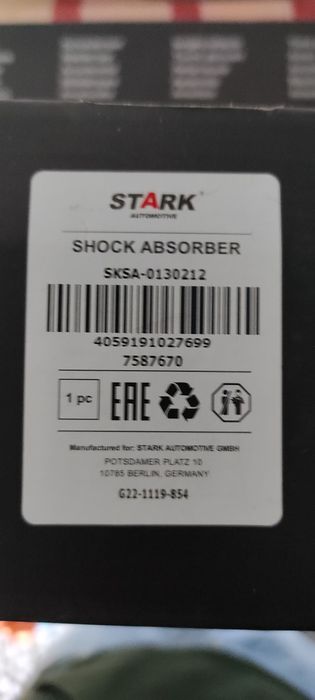 STARK
AUTOMOTIVE
SHOCK ABSORBER
SKSA-0130212
4059191027699
7587670
1 pc
EAC
Manufactured for: STARK AUTOMOTIVE GMBH
POTSDAMER PLATZ 10
10785 BERLIN, GERMANY
G22-1119-854